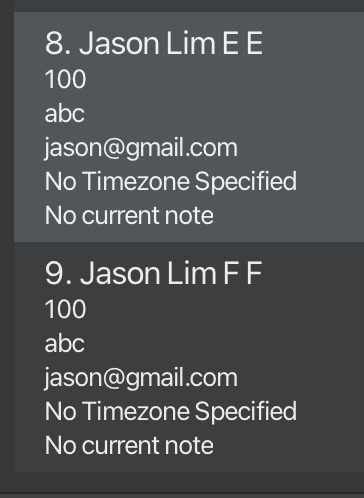 8. Jason Lim E E
100
abc
jason@gmail.com
No Timezone Specified
No current note
9. Jason Lim F F
100
abc
jason@gmail.com
No Timezone Specified
No current note